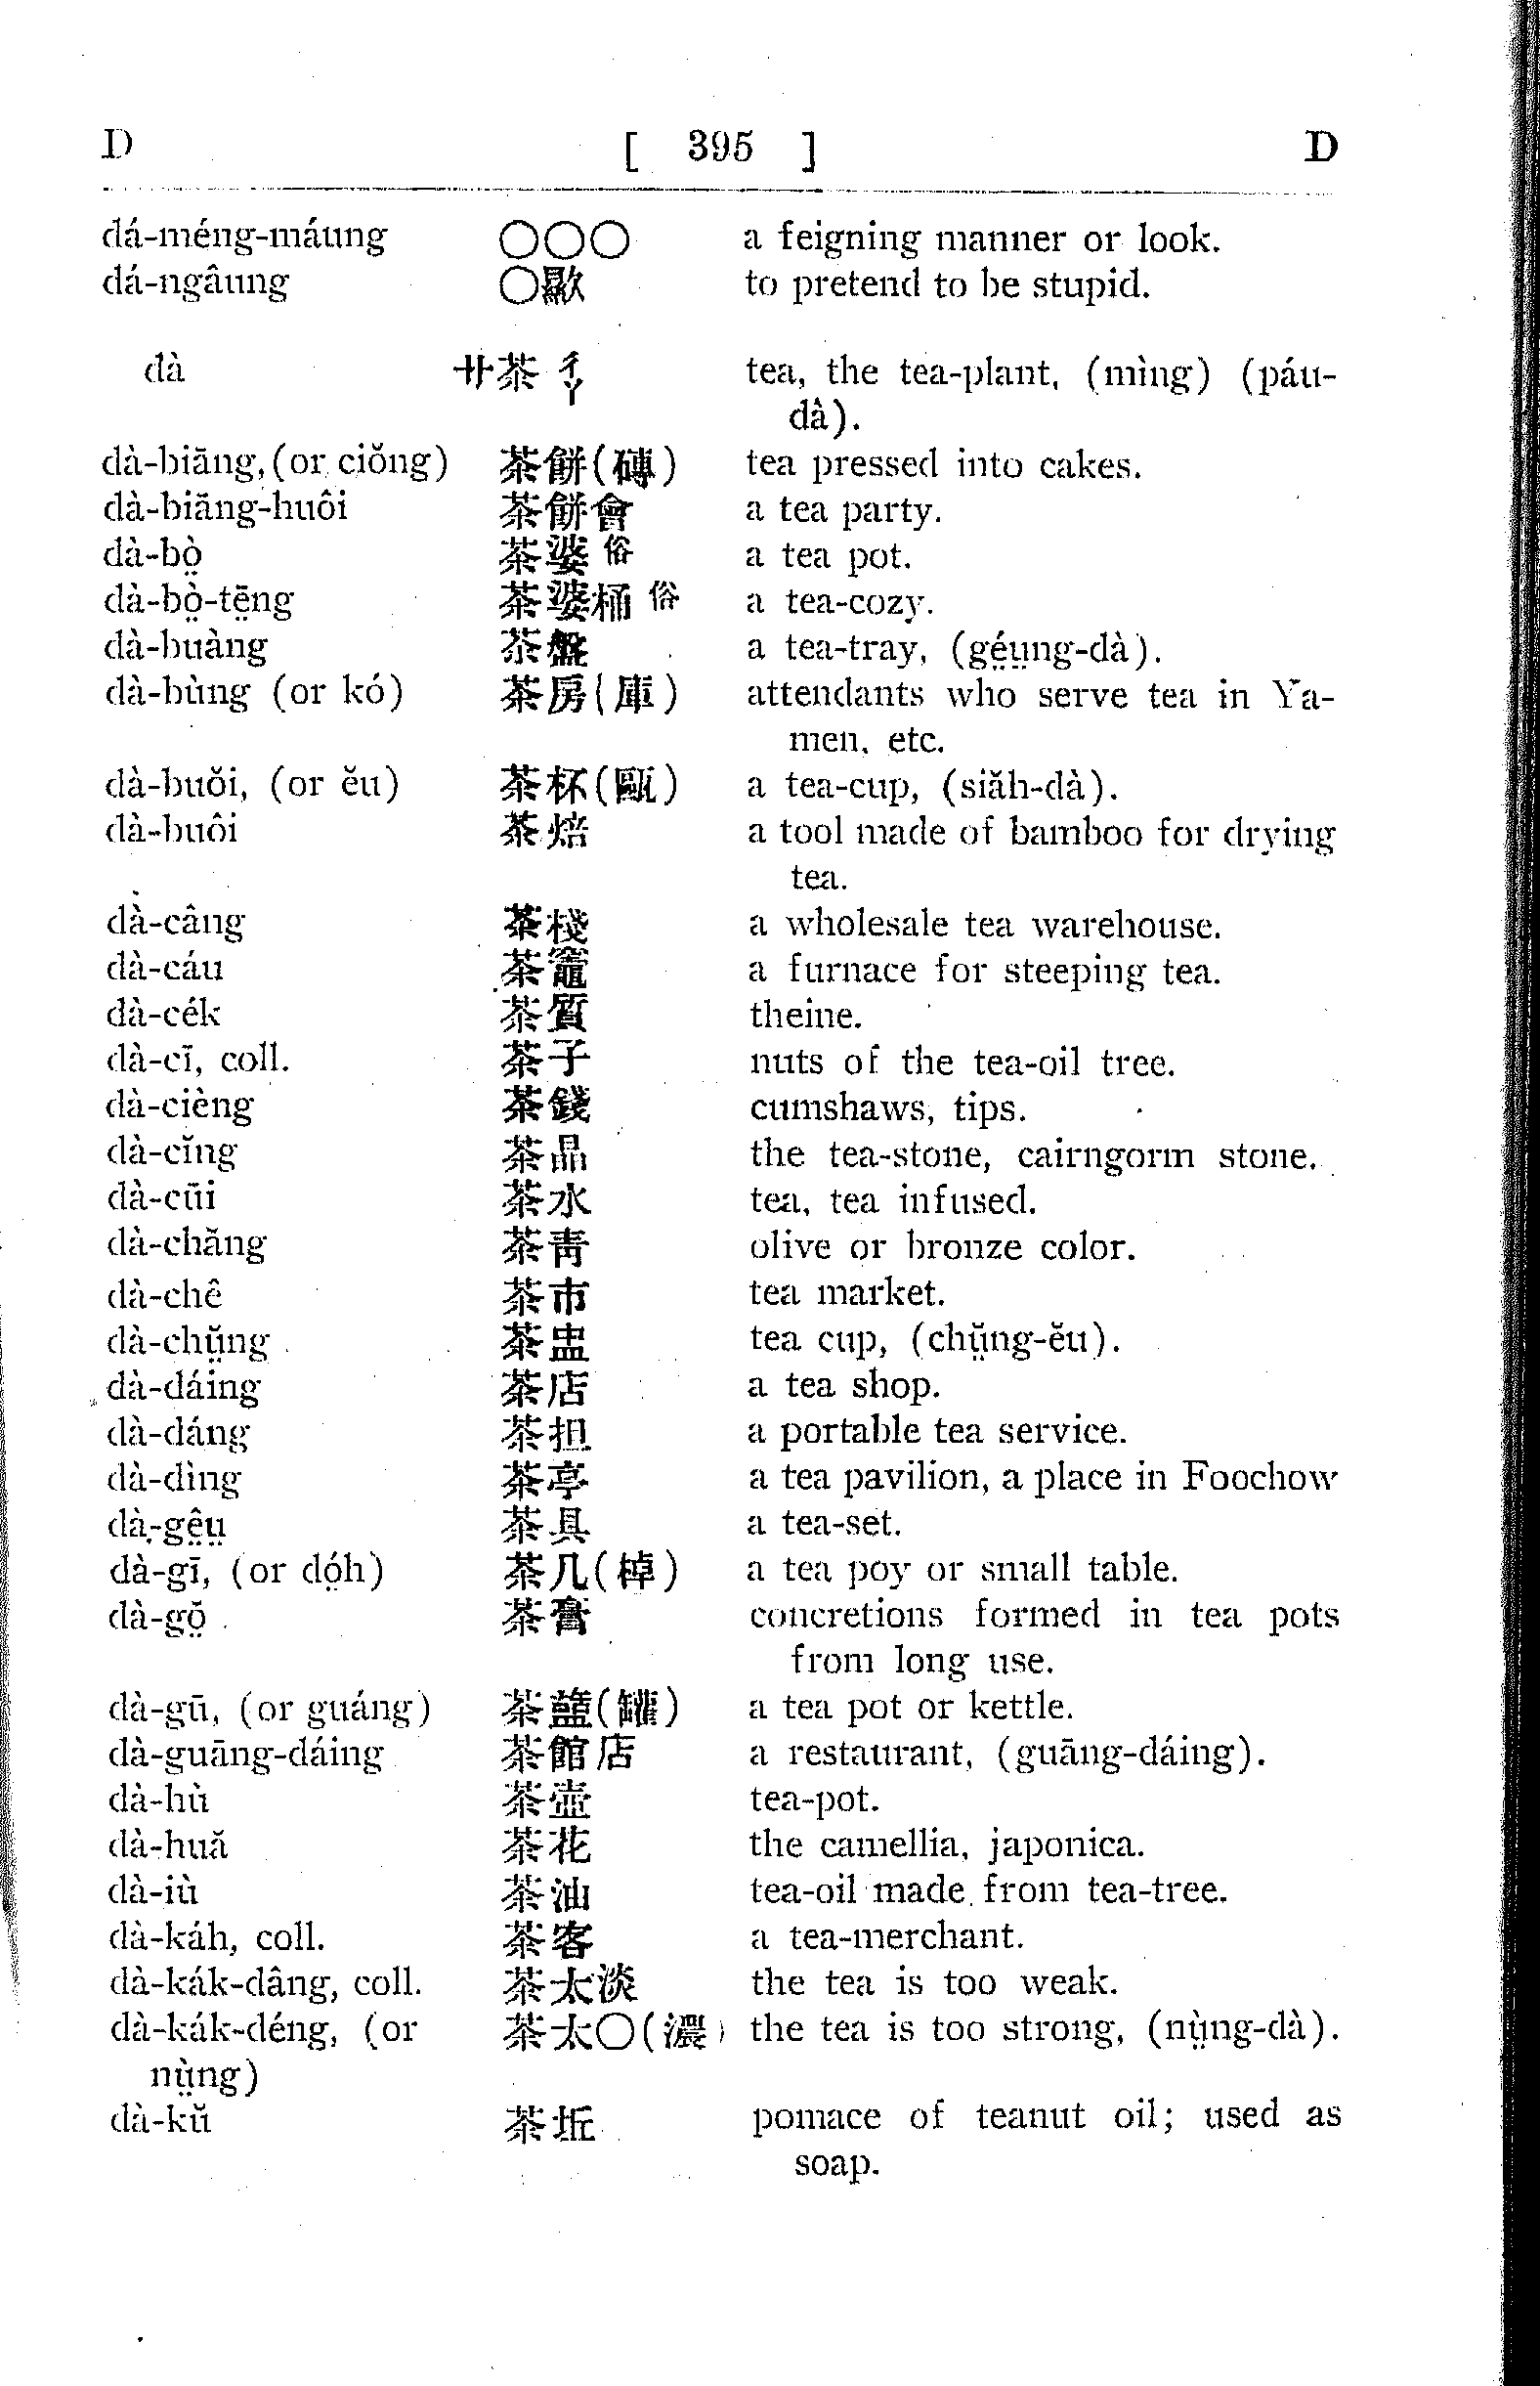 D [ 395 ] D
dá-méng-máung ○○○ a feigning manner or look.
dá-ngâung ○ to pretend to be stupid.
dà 艹茶 tea, the tea-plant, (mìng) (páu-
dà).
dà-biāng, (or ciŏng) 茶餅(磚) tea pressed into cakes.
dà-biāng-huôi 茶餅會 a tea party.
dà-bò̤ 茶婆 俗 a tea pot.
dà-bò̤-tē̤ng 茶婆桶 俗 a tea-cozy.
dà-buàng 茶盤 a tea-tray, (gé̤ṳng-dà).
dà-bùng (or kó) 茶房(庫) attendants who serve tea in Ya-
men, etc.
dà-buŏi, (or ĕu) 茶杯(甌) a tea-cup, (siăh-dà).
dà-buôi 茶焙 a tool made of bamboo for drying
tea.
dà-câng 茶棧 a wholesale tea warehouse.
dà-cáu 茶竈 a furnace for steeping tea.
dà-cék 茶質 theine.
dà-cī, coll. 茶子 nuts of the tea-oil tree.
dà-cièng 茶錢 cumshaws, tips.
dà-cĭng 茶晶 the tea-stone, cairngorm stone.
dà-cūi 茶水 tea, tea infused.
dà-chăng 茶靑 olive or bronze color.
dà-chê 茶市 tea market.
dà-chṳ̆ng 茶盅 tea cup, (chṳ̆ng-ĕu).
dà-dáing 茶店 a tea shop.
dà-dáng 茶担 a portable tea service.
dà-dìng 茶亭 a tea pavilion, a place in Foochow
dà-gê̤ṳ 茶具 a tea-set.
dà-gī, (or dó̤h) 茶几(棹) a tea poy or small table.
dà-gŏ̤ 茶膏 concretions formed in tea pots
from long use.
dà-gū, (or guáng) 茶(罐) a tea pot or kettle.
dà-guāng-dáing 茶館店 a restaurant, (guāng-dáing).
dà-hù 茶壺 tea-pot.
dà-huă 茶花 the camellia, japonica.
dà-iù 茶油 tea-oil made from tea-tree.
dà-káh, coll. 茶客 a tea-merchant.
dà-kák-dâng, coll. 茶太淡 the tea is too weak.
dà-kák-déng, (or 茶太○(濃) the tea is too strong, (nṳ̀ng-dà).
nṳ̀ng)
dà-kŭ 茶坵 pomace of teanut oil; used as
soap.